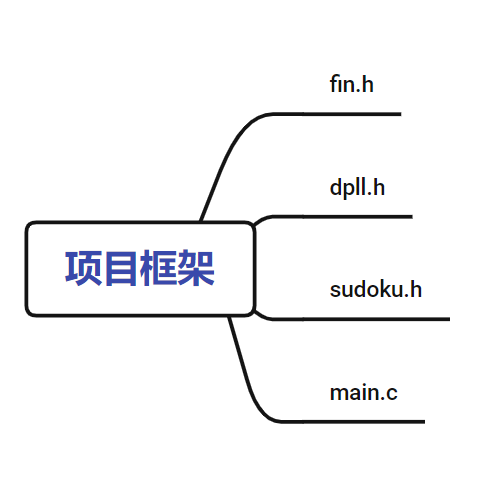 fin.h
dpll.h
项目框架
sudoku.h
main.c